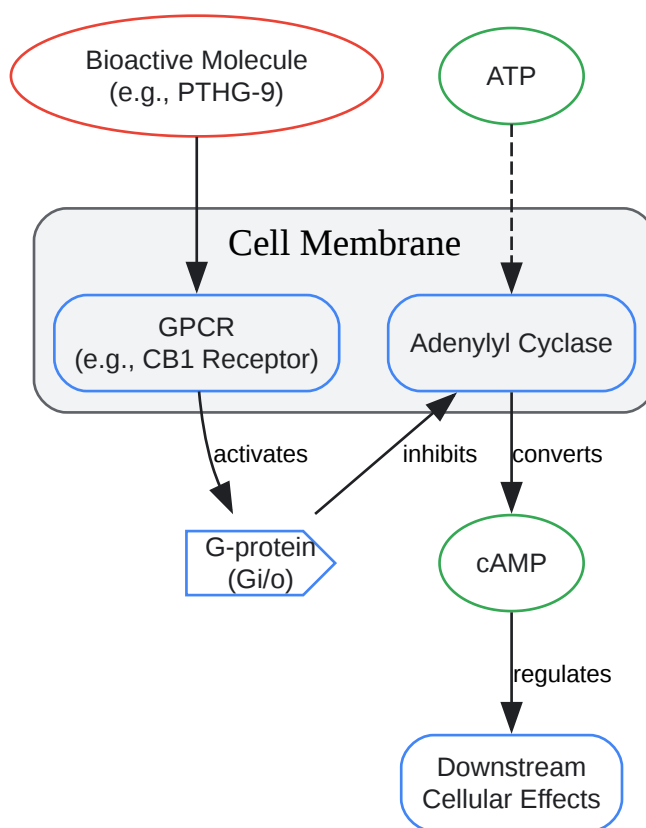 Bioactive Molecule
(e.g., PTHG-9)
ATP
Cell Membrane
GPCR
(e.g., CB1 Receptor)
Adenylyl Cyclase
activates
inhibits
converts
G-protein
(Gi/o)
cAMP
regulates
Downstream
Cellular Effects